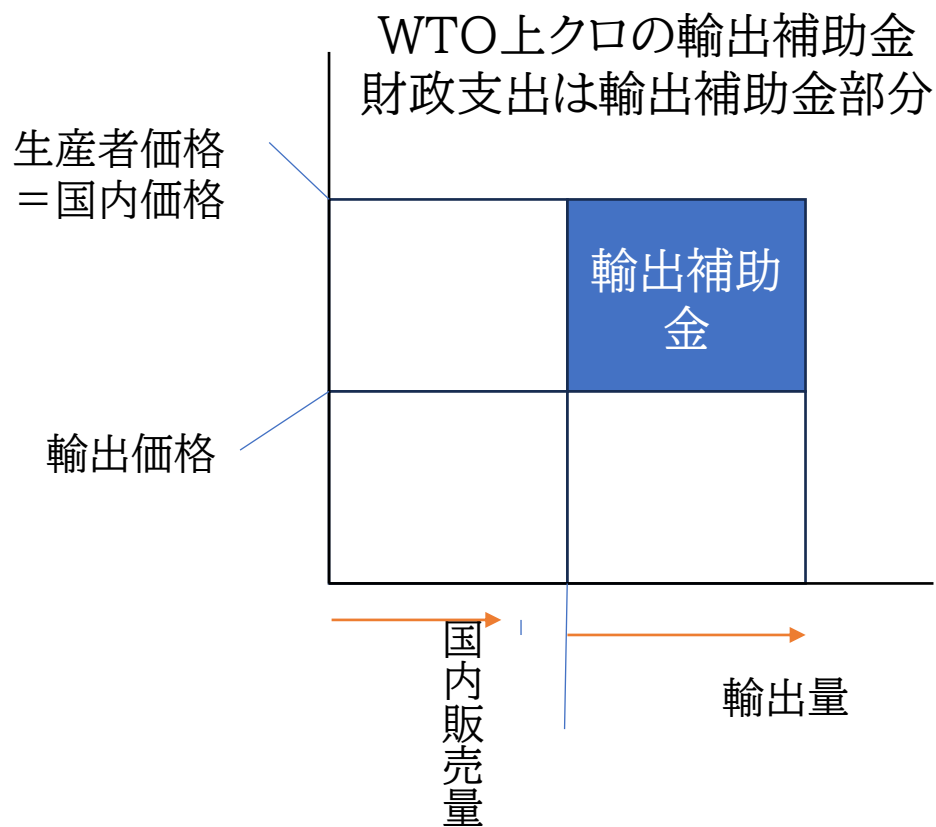 WTO上クロの輸出補助金
財政支出は輸出補助金部分
生産者価格
＝国内価格
輸出補助
金
輸出価格
国内販売量
輸出量